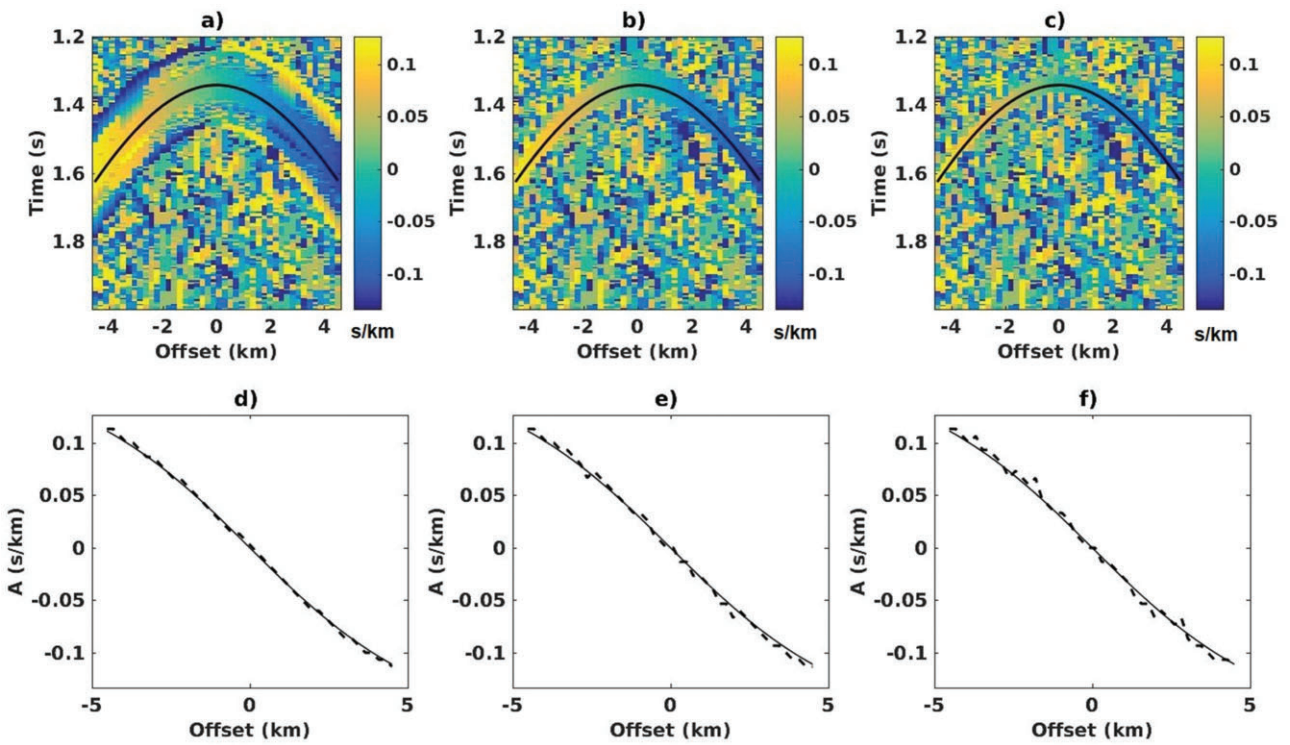 a)
1.2
1.4
1.6
1.8
Time (s)
-4 -2 0 2 4
Offset (km)
0.1
0.05
0
-0.05
-0.1
s/km
b)
1.2
1.4
1.6
1.8
Time (s)
-4 -2 0 2 4
Offset (km)
0.1
0.05
0
-0.05
-0.1
s/km
c)
1.2
1.4
1.6
1.8
Time (s)
-4 -2 0 2 4
Offset (km)
0.1
0.05
0
-0.05
-0.1
s/km
d)
0.1
0.05
0
-0.05
-0.1
A (s/km)
-5 0 5
Offset (km)
e)
0.1
0.05
0
-0.05
-0.1
A (s/km)
-5 0 5
Offset (km)
f)
0.1
0.05
0
-0.05
-0.1
A (s/km)
-5 0 5
Offset (km)